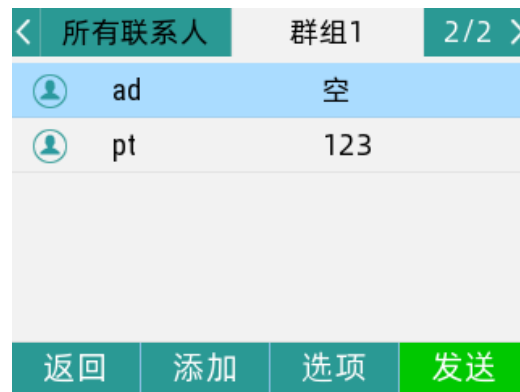 所有联系人 群组1 2/2
ad 空
pt 123
返回 添加 选项 发送